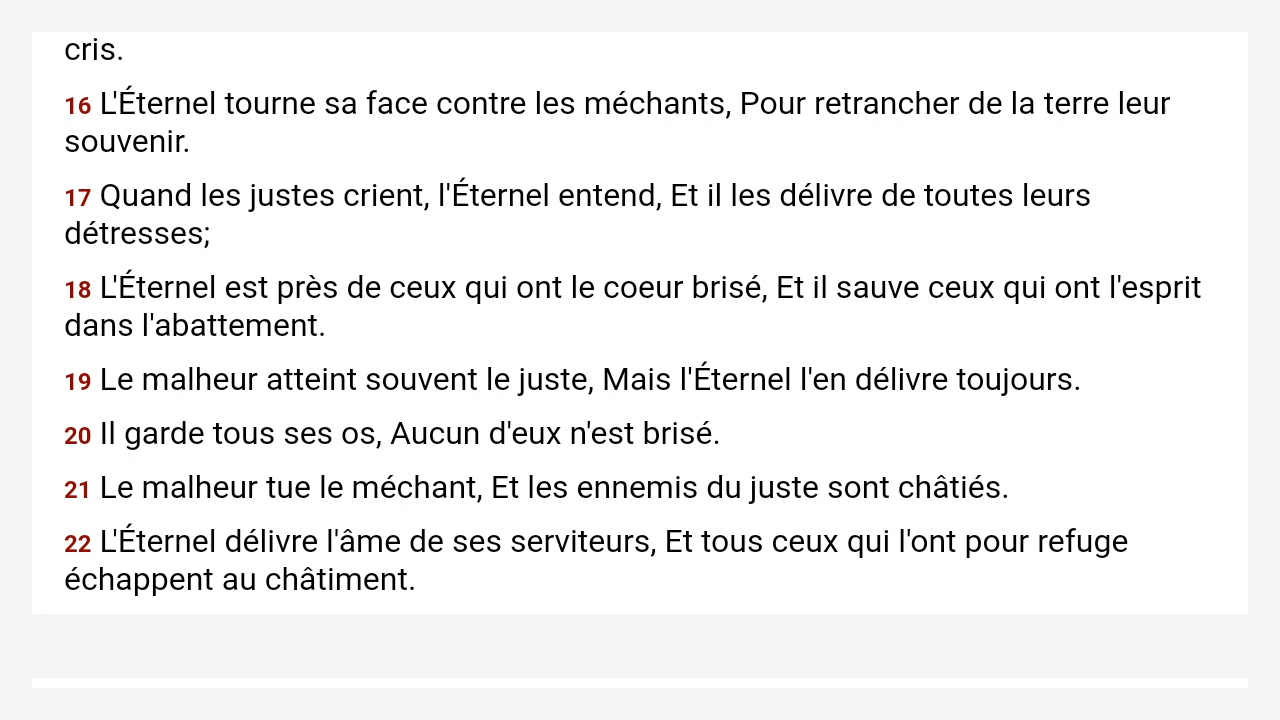 cris.
16 L'Éternel tourne sa face contre les méchants, Pour retrancher de la terre leur
souvenir.
17 Quand les justes crient, l'Éternel entend, Et il les délivre de toutes leurs
détresses;
18 L'Éternel est près de ceux qui ont le coeur brisé, Et il sauve ceux qui ont l'esprit
dans l'abattement.
19 Le malheur atteint souvent le juste, Mais l'Éternel l'en délivre toujours.
20 Il garde tous ses os, Aucun d'eux n'est brisé.
21 Le malheur tue le méchant, Et les ennemis du juste sont châtiés.
22 L'Éternel délivre l'âme de ses serviteurs, Et tous ceux qui l'ont pour refuge
échappent au châtiment.